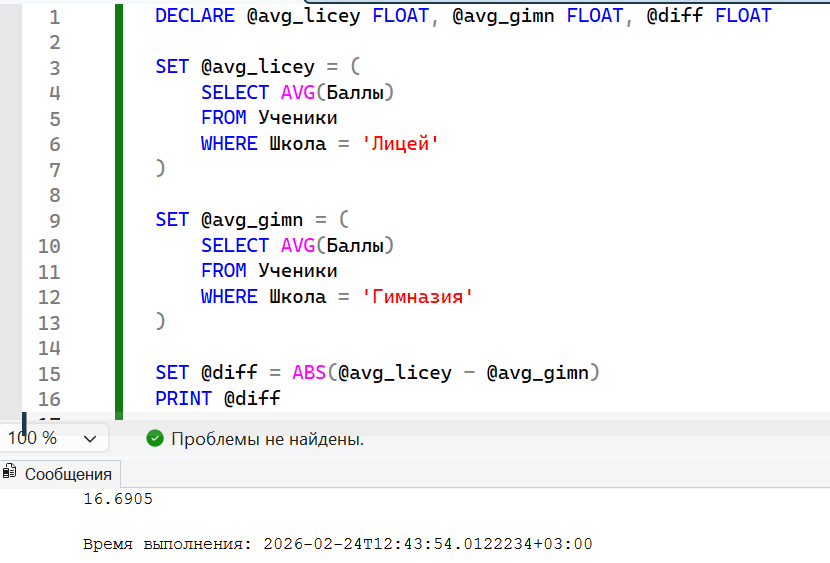 1 DECLARE @avg_licey FLOAT, @avg_gimn FLOAT, @diff FLOAT
2
3 SET @avg_licey = (
4 SELECT AVG(Баллы)
5 FROM Ученики
6 WHERE Школа = 'Лицей'
7 )
8
9 SET @avg_gimn = (
10 SELECT AVG(Баллы)
11 FROM Ученики
12 WHERE Школа = 'Гимназия'
13 )
14
15 SET @diff = ABS(@avg_licey - @avg_gimn)
16 PRINT @diff
100 % Проблемы не найдены.
Сообщения
16.6905
Время выполнения: 2026-02-24T12:43:54.0122234+03:00